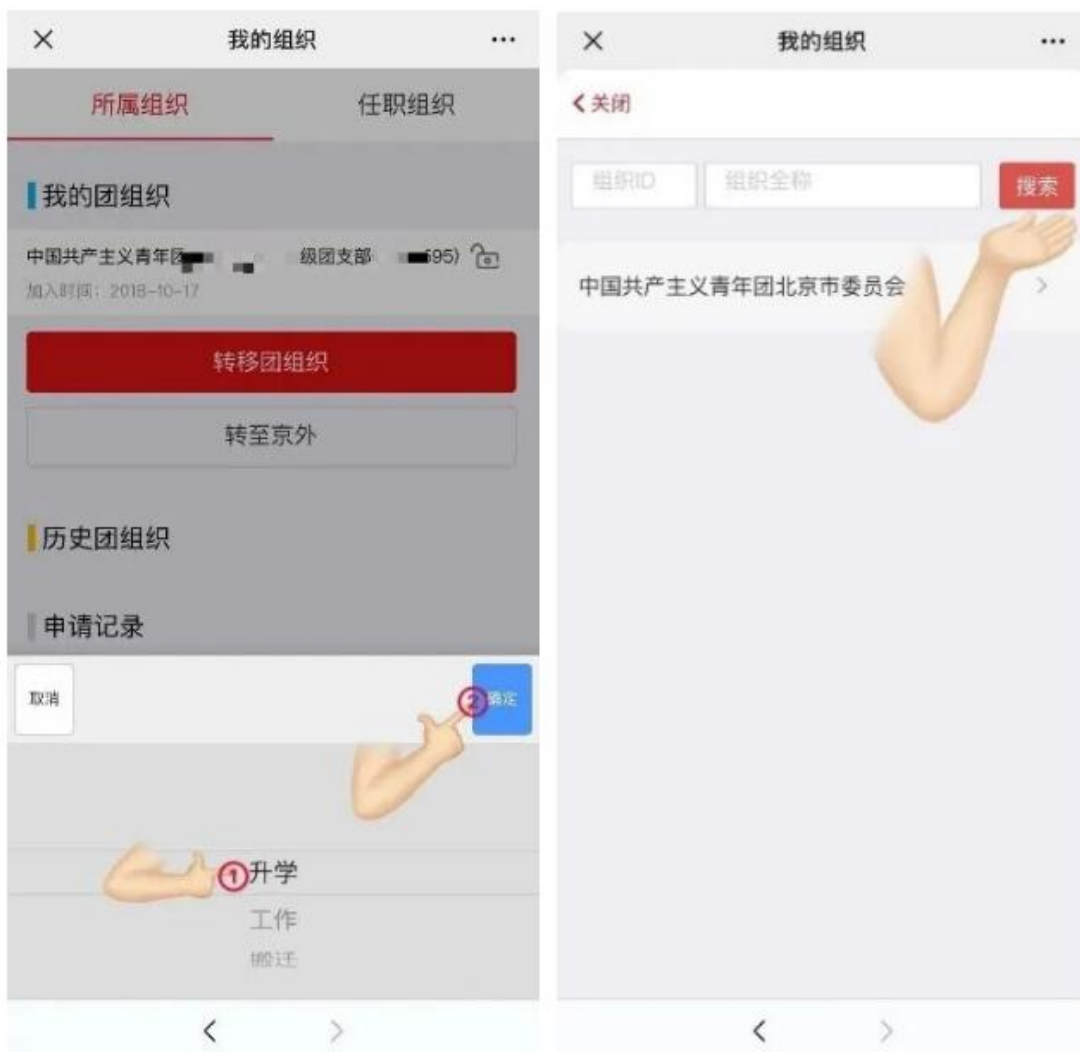 我的组织
所属组织 任职组织
我的团组织
中国共产主义青年团 级团支部 595)
加入时间：2018-10-17
转移团组织
转至京外
历史团组织
申请记录
取消 ② 确定
① 升学
工作
搬迁
我的组织
关闭
组织ID 组织全称 搜索
中国共产主义青年团北京市委员会